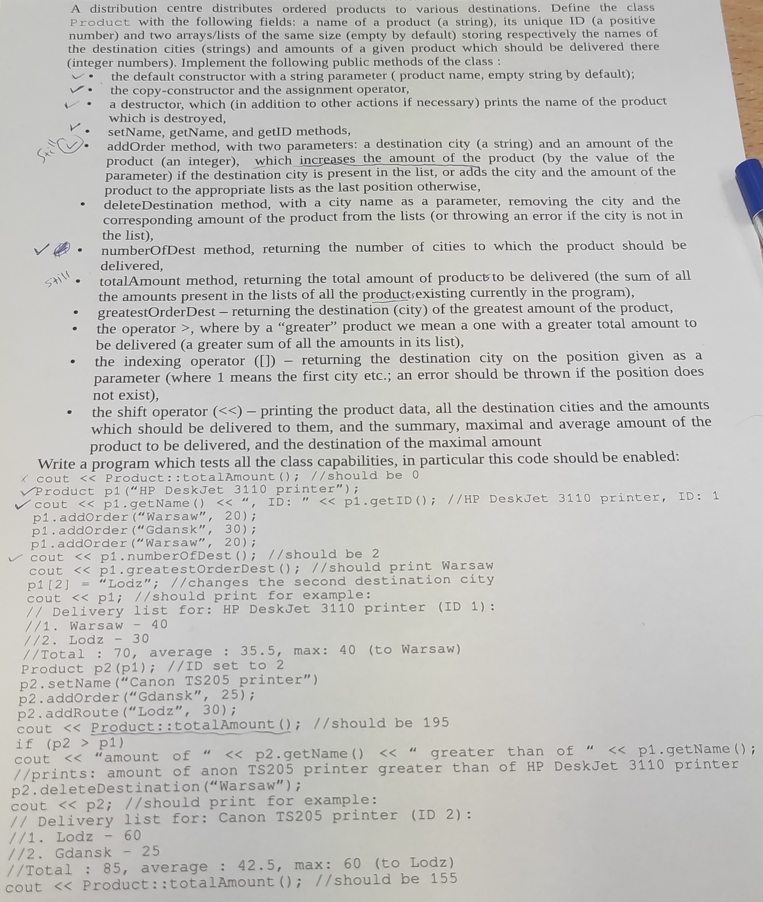 A distribution centre distributes ordered products to various destinations. Define the class
Product with the following fields: a name of a product (a string), its unique ID (a positive
number) and two arrays/lists of the same size (empty by default) storing respectively the names of
the destination cities (strings) and amounts of a given product which should be delivered there
(integer numbers). Implement the following public methods of the class :
✓• the default constructor with a string parameter ( product name, empty string by default);
✓• the copy-constructor and the assignment operator,
✓• a destructor, which (in addition to other actions if necessary) prints the name of the product
which is destroyed,
✓• setName, getName, and getID methods,
Still ✓• addOrder method, with two parameters: a destination city (a string) and an amount of the
product (an integer), which increases the amount of the product (by the value of the
parameter) if the destination city is present in the list, or adds the city and the amount of the
product to the appropriate lists as the last position otherwise,
• deleteDestination method, with a city name as a parameter, removing the city and the
corresponding amount of the product from the lists (or throwing an error if the city is not in
the list),
✓ • numberOfDest method, returning the number of cities to which the product should be
delivered,
still • totalAmount method, returning the total amount of products to be delivered (the sum of all
the amounts present in the lists of all the products existing currently in the program),
• greatestOrderDest – returning the destination (city) of the greatest amount of the product,
• the operator >, where by a “greater” product we mean a one with a greater total amount to
be delivered (a greater sum of all the amounts in its list),
• the indexing operator ([]) – returning the destination city on the position given as a
parameter (where 1 means the first city etc.; an error should be thrown if the position does
not exist),
• the shift operator (<<) – printing the product data, all the destination cities and the amounts
which should be delivered to them, and the summary, maximal and average amount of the
product to be delivered, and the destination of the maximal amount
Write a program which tests all the class capabilities, in particular this code should be enabled:
cout << Product::totalAmount(); //should be 0
✓Product p1(“HP DeskJet 3110 printer”);
✓cout << p1.getName() << “, ID: ” << p1.getID(); //HP DeskJet 3110 printer, ID: 1
p1.addOrder(“Warsaw”, 20);
p1.addOrder(“Gdansk”, 30);
p1.addOrder(“Warsaw”, 20);
✓ cout << p1.numberOfDest(); //should be 2
cout << p1.greatestOrderDest(); //should print Warsaw
p1[2] = “Lodz”; //changes the second destination city
cout << p1; //should print for example:
// Delivery list for: HP DeskJet 3110 printer (ID 1):
//1. Warsaw - 40
//2. Lodz - 30
//Total : 70, average : 35.5, max: 40 (to Warsaw)
Product p2(p1); //ID set to 2
p2.setName(“Canon TS205 printer”)
p2.addOrder(“Gdansk”, 25);
p2.addRoute(“Lodz”, 30);
cout << Product::totalAmount(); //should be 195
if (p2 > p1)
cout << “amount of “ << p2.getName() << “ greater than of “ << p1.getName();
//prints: amount of anon TS205 printer greater than of HP DeskJet 3110 printer
p2.deleteDestination(“Warsaw”);
cout << p2; //should print for example:
// Delivery list for: Canon TS205 printer (ID 2):
//1. Lodz - 60
//2. Gdansk - 25
//Total : 85, average : 42.5, max: 60 (to Lodz)
cout << Product::totalAmount(); //should be 155